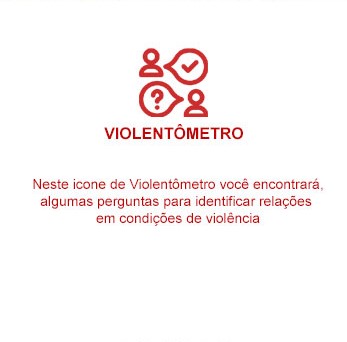 VIOLENTÔMETRO
Neste icone de Violentômetro você encontrará,
algumas perguntas para identificar relações
em condições de violência